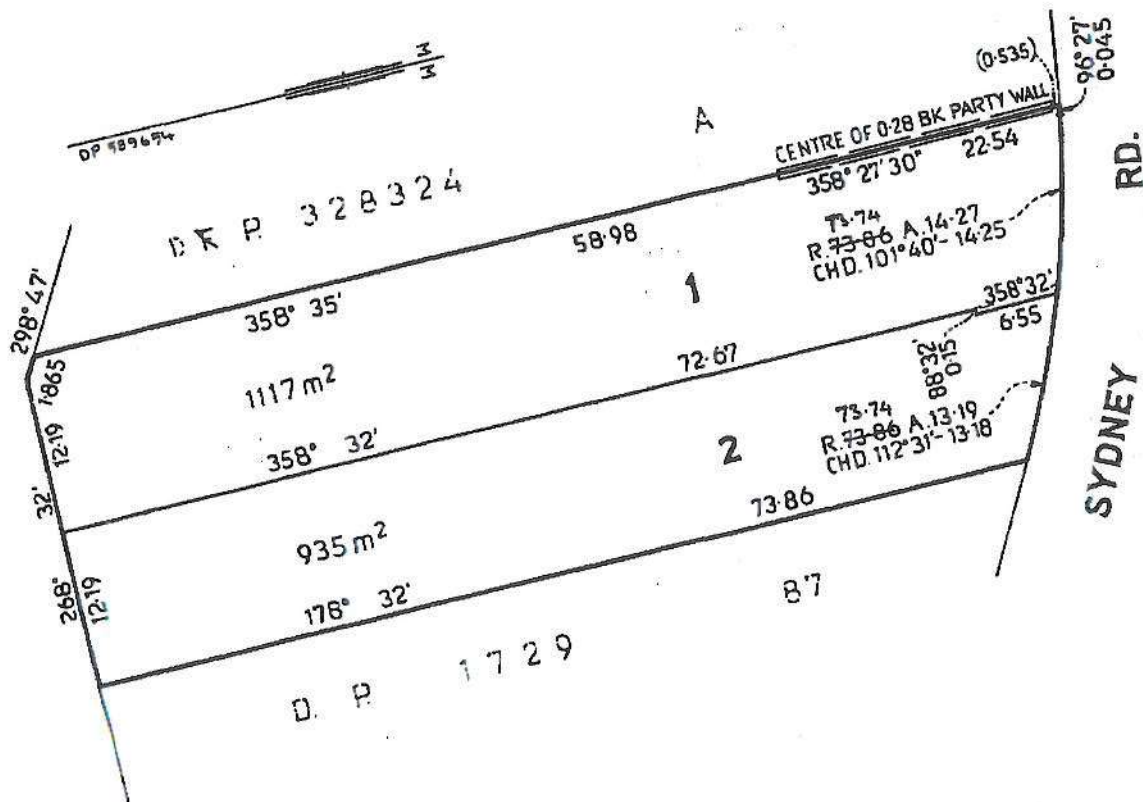 96° 27'
0·045
(0·535)
M
M
DP 589654
A
CENTRE OF 0·28 BK PARTY WALL
22·54
358° 27' 30"
RD.
328324
58·98
73·74
R. 73·86 A. 14·27
CHD. 101° 40' - 14·25
298° 47'
358° 35'
1
358° 32'
6·55
1·865
1117 m²
72·67
88° 32'
0·15
12·19
73·74
R. 73·86 A. 13·19
CHD. 112° 31' - 13·18
SYDNEY
358° 32'
2
32'
935 m²
73·86
268°
12·19
178° 32'
87
D. P. 1729